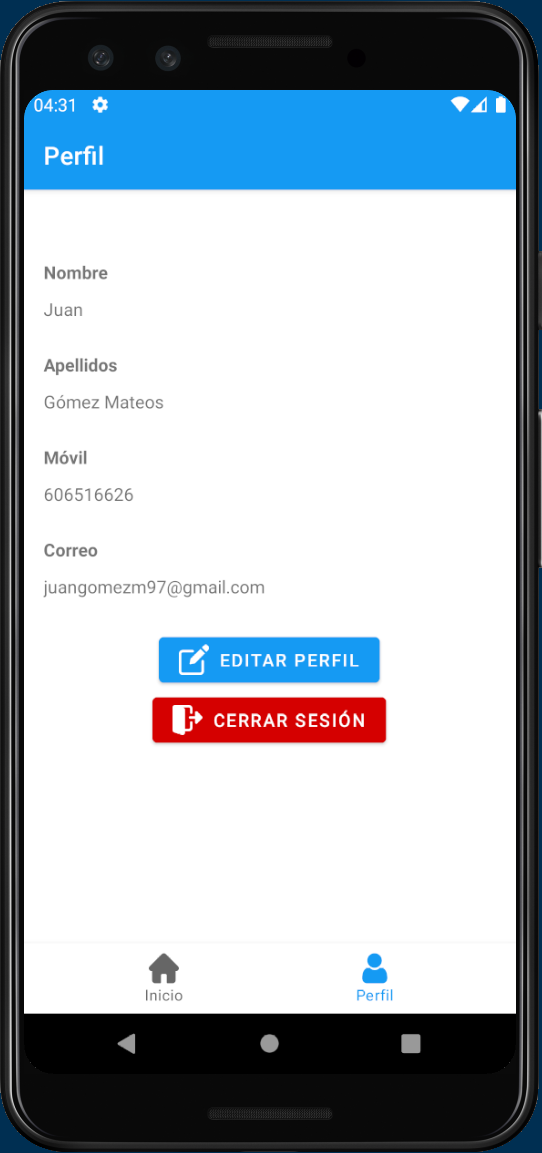 04:31
Perfil
Nombre
Juan
Apellidos
Gómez Mateos
Móvil
606516626
Correo
juangomezm97@gmail.com
EDITAR PERFIL
CERRAR SESIÓN
Inicio
Perfil